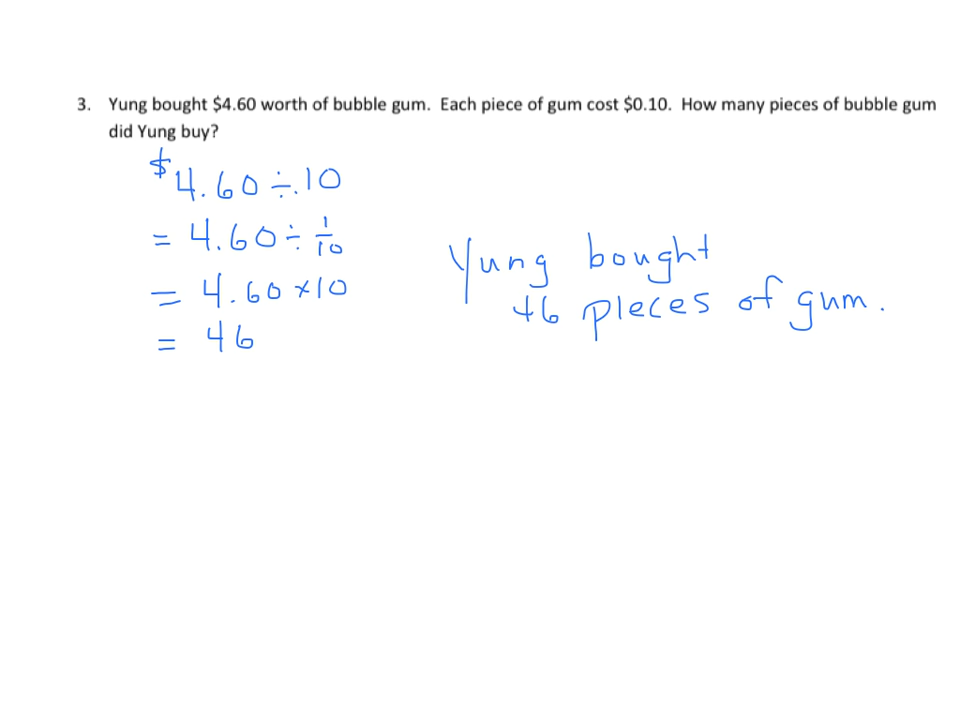 3. Yung bought $4.60 worth of bubble gum. Each piece of gum cost $0.10. How many pieces of bubble gum
did Yung buy?
$4.60 ÷ .10
= 4.60 ÷ 1/10
= 4.60 × 10
= 46
Yung bought
46 pieces of gum.